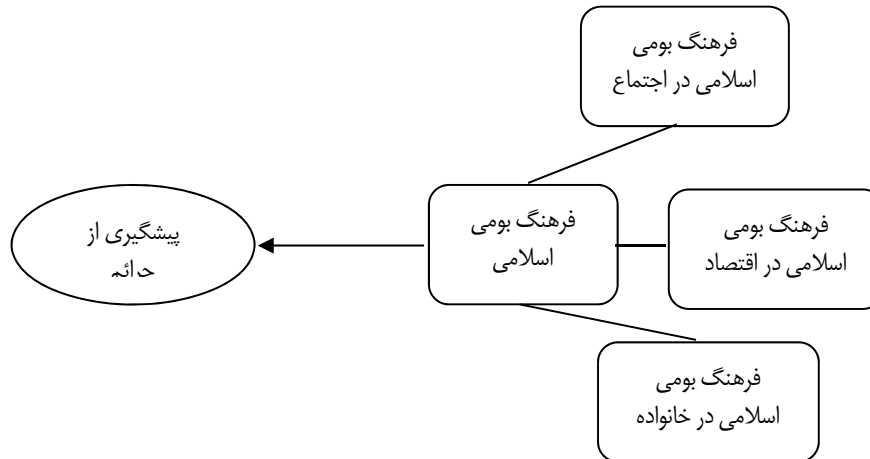 فرهنگ بومی
اسلامی در اجتماع
فرهنگ بومی
اسلامی
فرهنگ بومی
اسلامی در اقتصاد
پیشگیری از
جرائم
فرهنگ بومی
اسلامی در خانواده